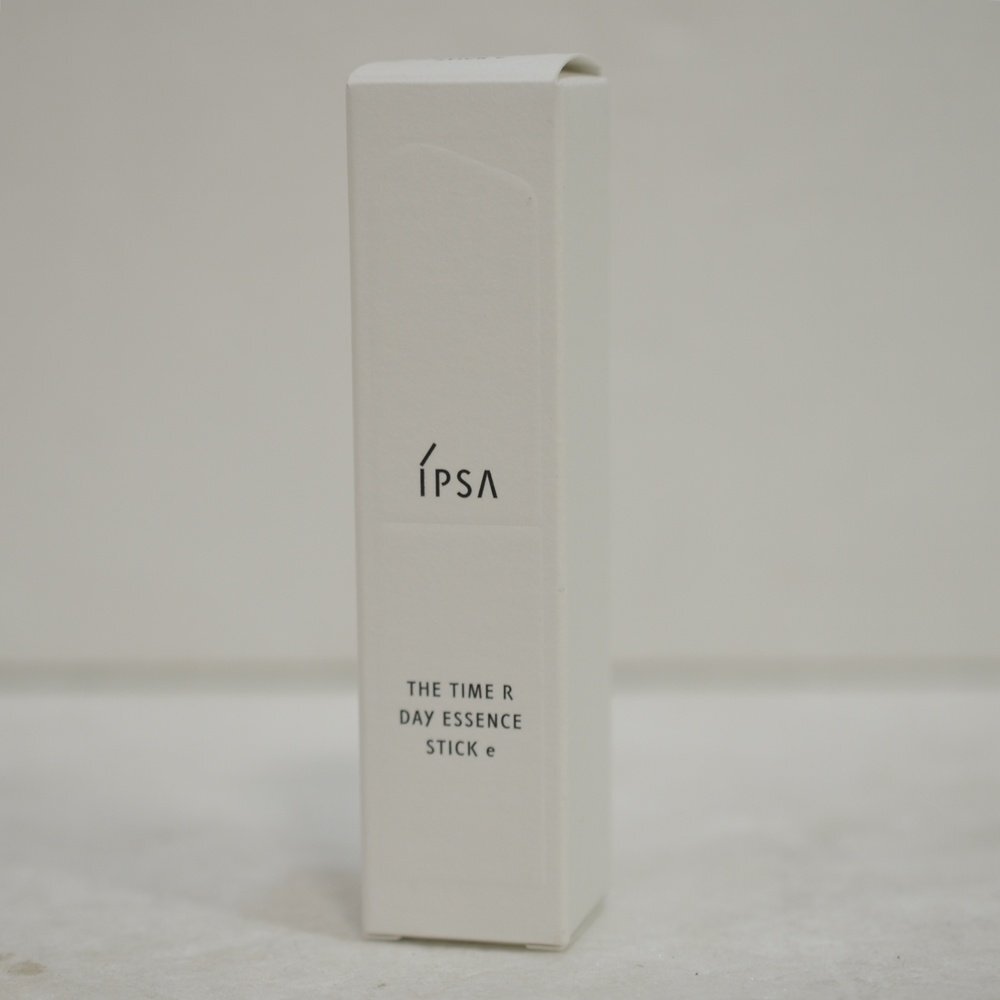 ÍPSA
THE TIME R
DAY ESSENCE
STICK e